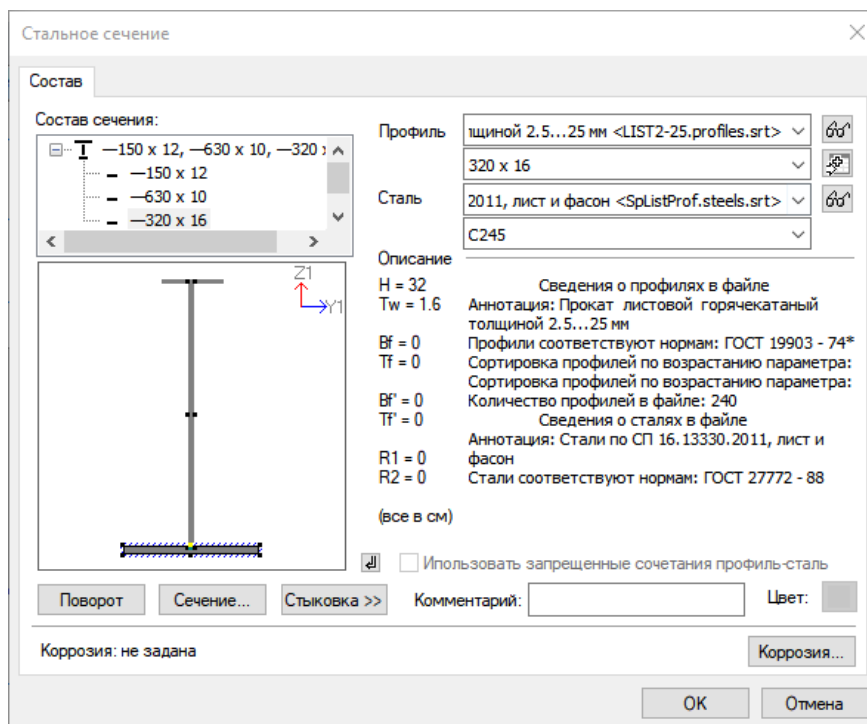 Стальное сечение
Состав
Состав сечения:
—150 x 12, —630 x 10, —320 :
—150 x 12
—630 x 10
—320 x 16
Z1
Y1
Профиль
щиной 2.5...25 мм <LIST2-25.profiles.srt>
320 x 16
Сталь
2011, лист и фасон <SpListProf.steels.srt>
C245
Описание
H = 32
Tw = 1.6
Bf = 0
Tf = 0
Bf' = 0
Tf' = 0
R1 = 0
R2 = 0
(все в см)
Сведения о профилях в файле
Аннотация: Прокат листовой горячекатаный
толщиной 2.5...25 мм
Профили соответствуют нормам: ГОСТ 19903 - 74*
Сортировка профилей по возрастанию параметра:
Сортировка профилей по возрастанию параметра:
Количество профилей в файле: 240
Сведения о сталях в файле
Аннотация: Стали по СП 16.13330.2011, лист и
фасон
Стали соответствуют нормам: ГОСТ 27772 - 88
Ипользовать запрещенные сочетания профиль-сталь
Поворот
Сечение...
Стыковка >>
Комментарий:
Цвет:
Коррозия: не задана
Коррозия...
OK
Отмена